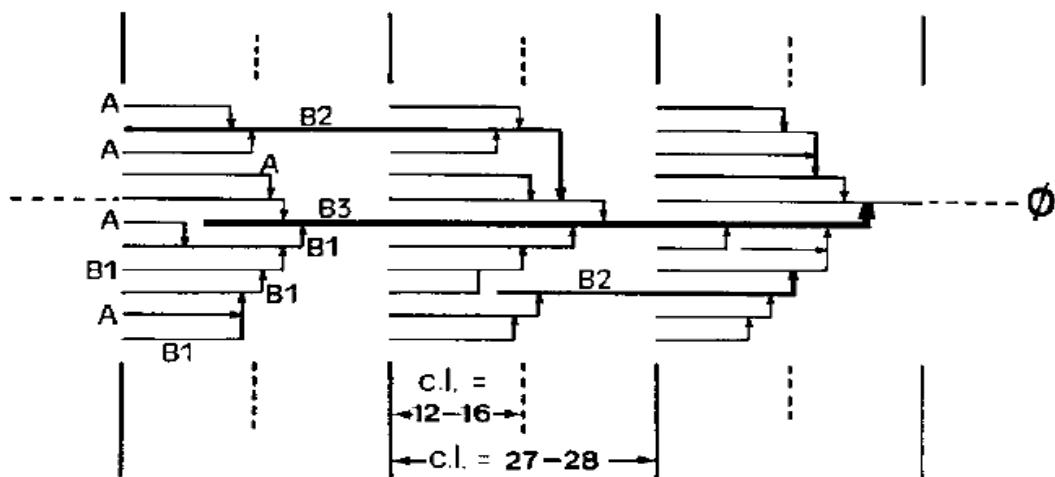 A
B2
A
A
B3
Ø
A
B1
B1
B1
A
B2
B1
c.l. =
12–16
c.l. = 27–28